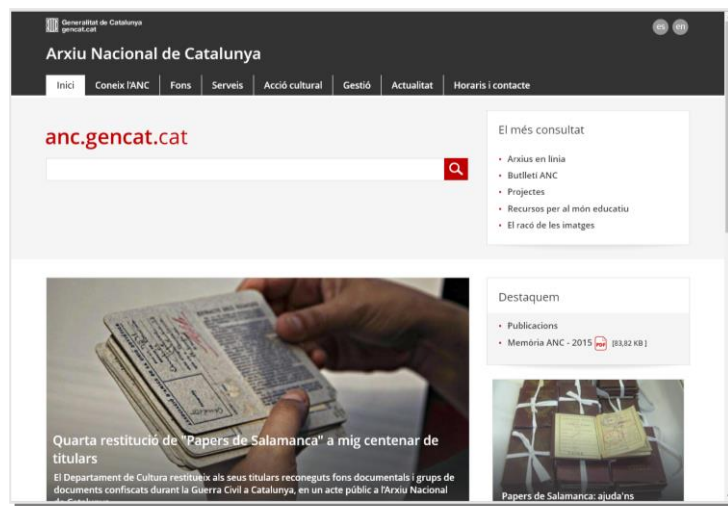 Generalitat de Catalunya
gencat.cat
es en
Arxiu Nacional de Catalunya
Inici Coneix l'ANC Fons Serveis Acció cultural Gestió Actualitat Horaris i contacte
anc.gencat.cat
El més consultat
Arxius en línia
Butlletí ANC
Projectes
Recursos per al món educatiu
El racó de les imatges
Destaquem
Publicacions
Memòria ANC - 2015 PDF [83,82 KB ]
Quarta restitució de "Papers de Salamanca" a mig centenar de
titulars
El Departament de Cultura restitueix als seus titulars reconeguts fons documentals i grups de
documents confiscats durant la Guerra Civil a Catalunya, en un acte públic a l'Arxiu Nacional
Papers de Salamanca: ajuda'ns